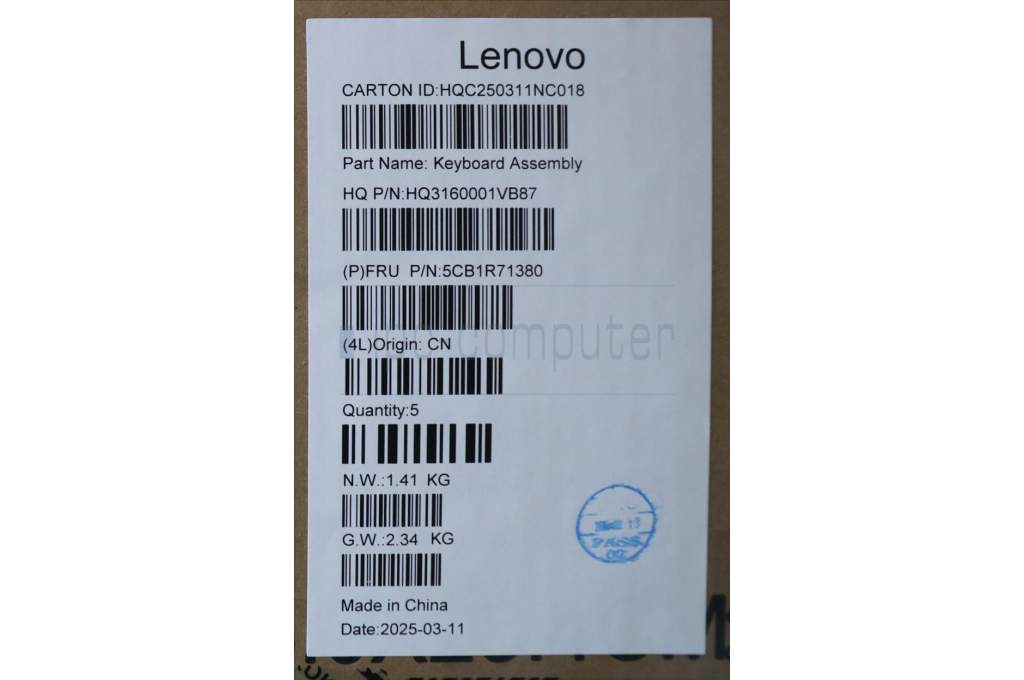 Lenovo
CARTON ID:HQC250311NC018
Part Name: Keyboard Assembly
HQ P/N:HQ3160001VB87
(P)FRU P/N:5CB1R71380
computer
(4L)Origin: CN
Quantity:5
N.W.:1.41 KG
G.W.:2.34 KG
Made in China
Date:2025-03-11